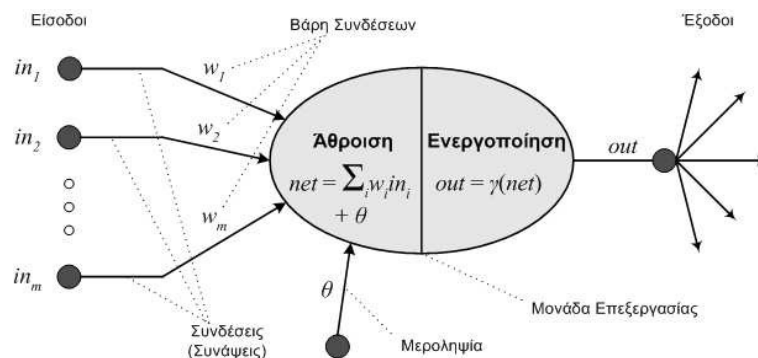 Είσοδοι
Βάρη Συνδέσεων
Έξοδοι
in1
w1
in2
w2
Άθροιση
Ενεργοποίηση
out
net = Σi wi ini
+ θ
out = γ(net)
wm
inm
θ
Μονάδα Επεξεργασίας
Συνδέσεις
(Συνάψεις)
Μεροληψία